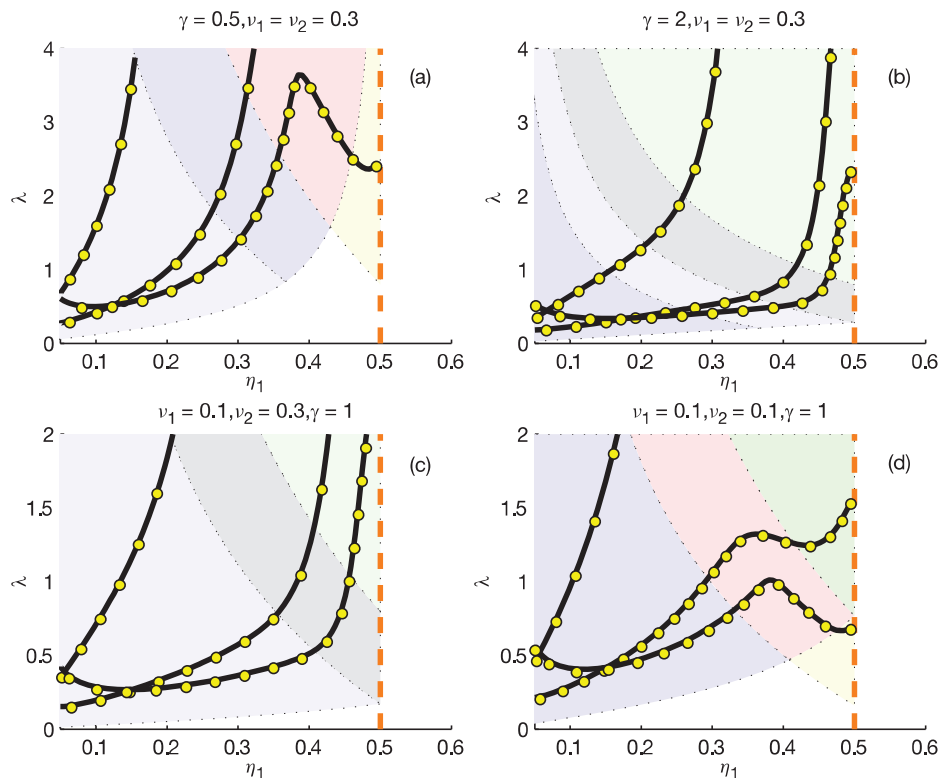 γ = 0.5,ν1 = ν2 = 0.3
4
3
2
1
0
λ
(a)
0.1 0.2 0.3 0.4 0.5 0.6
η1
γ = 2,ν1 = ν2 = 0.3
4
3
2
1
0
λ
(b)
0.1 0.2 0.3 0.4 0.5 0.6
η1
ν1 = 0.1,ν2 = 0.3,γ = 1
2
1.5
1
0.5
0
λ
(c)
0.1 0.2 0.3 0.4 0.5 0.6
η1
ν1 = 0.1,ν2 = 0.1,γ = 1
2
1.5
1
0.5
0
λ
(d)
0.1 0.2 0.3 0.4 0.5 0.6
η1